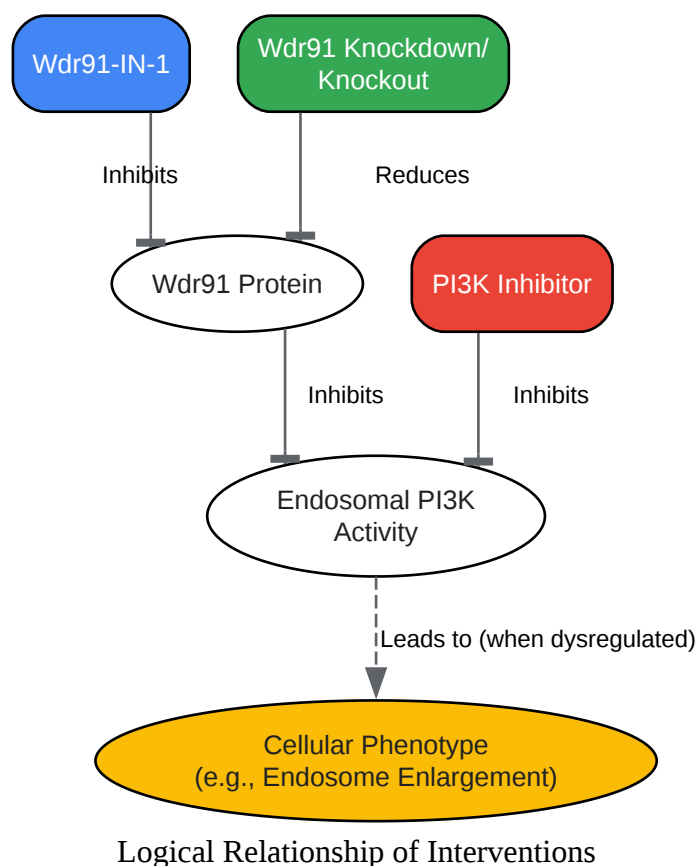 Wdr91-IN-1
Wdr91 Knockdown/
Knockout
Inhibits
Reduces
Wdr91 Protein
PI3K Inhibitor
Inhibits
Inhibits
Endosomal PI3K
Activity
Leads to (when dysregulated)
Cellular Phenotype
(e.g., Endosome Enlargement)
Logical Relationship of Interventions